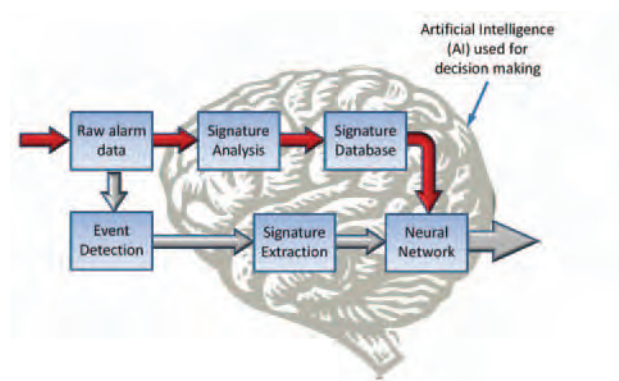 Artificial Intelligence
(AI) used for
decision making
Raw alarm
data
Signature
Analysis
Signature
Database
Event
Detection
Signature
Extraction
Neural
Network